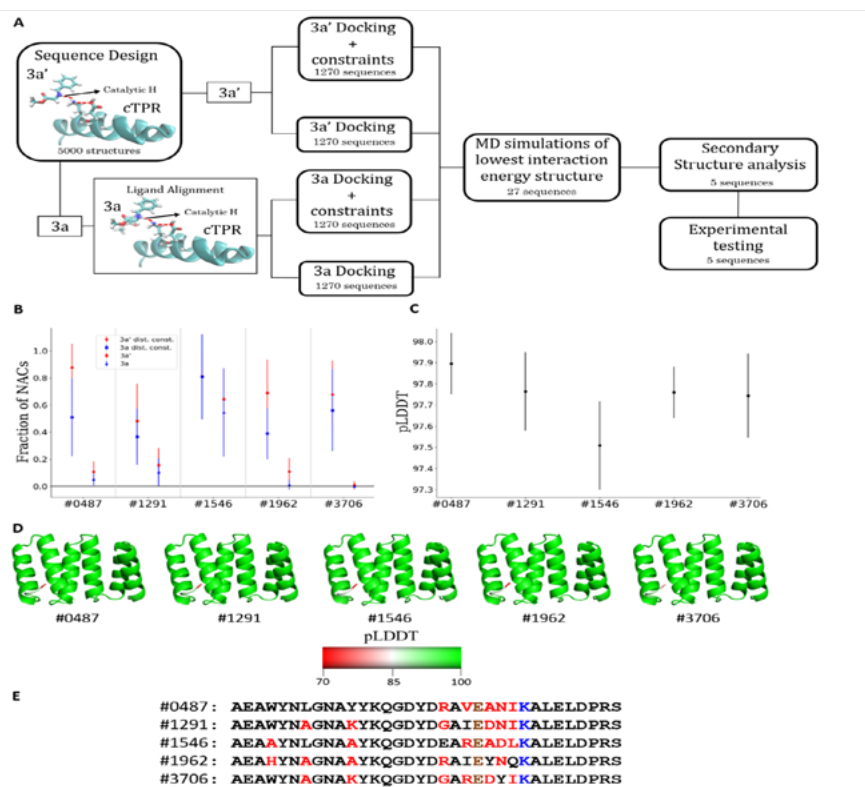 A
Sequence Design
3a'
Catalytic H
cTPR
5000 structures
3a'
3a
Ligand Alignment
3a
Catalytic H
cTPR
3a' Docking
+
constraints
1270 sequences
3a' Docking
1270 sequences
3a Docking
+
constraints
1270 sequences
3a Docking
1270 sequences
MD simulations of
lowest interaction
energy structure
27 sequences
Secondary
Structure analysis
5 sequences
Experimental
testing
5 sequences
B
Fraction of NACs
1.0
0.8
0.6
0.4
0.2
0.0
3a' dist. const.
3a dist. const.
3a'
3a
#0487 #1291 #1546 #1962 #3706
C
pLDDT
98.0
97.9
97.8
97.7
97.6
97.5
97.4
97.3
#0487 #1291 #1546 #1962 #3706
D
#0487 #1291 #1546 #1962 #3706
pLDDT
70 85 100
E
#0487: AEAWYNLGNAYYKQGDYDRAVEANIKALELDPRS
#1291: AEAWYNAGNAKYKQGDYDGAIEDNIKALELDPRS
#1546: AEAAYNLGNAAYKQGDYDEAREADLKALELDPRS
#1962: AEAHYNAGNAKYKQGDYDRAIEYNQKALELDPRS
#3706: AEAWYNAGNAKYKQGDYDGAREDYIKALELDPRS